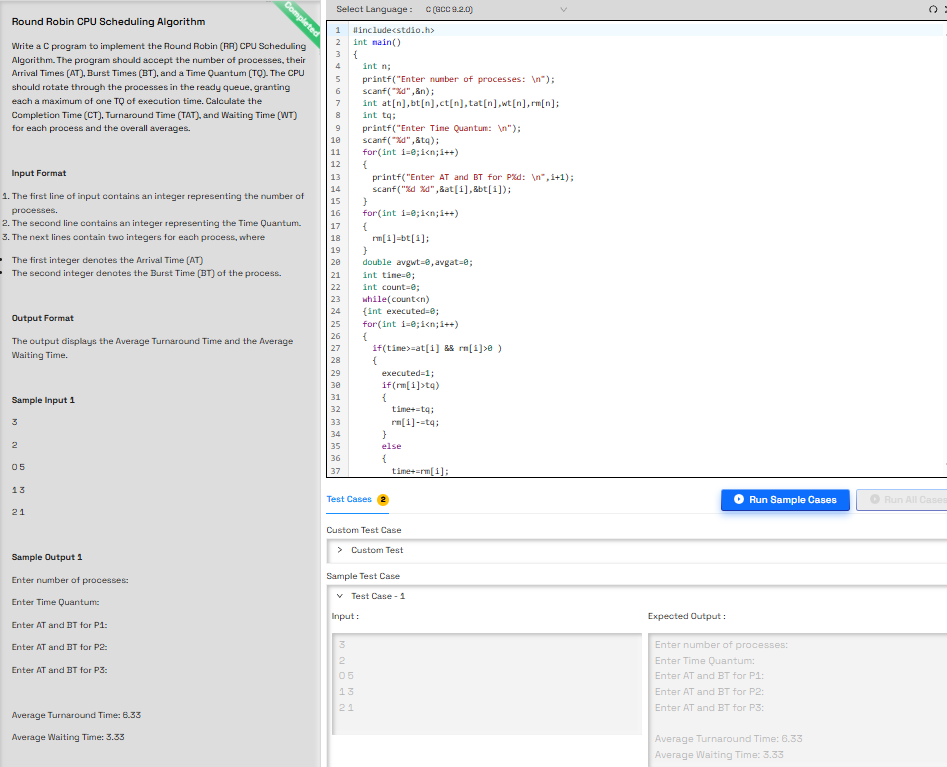 Round Robin CPU Scheduling Algorithm
Completed
Write a C program to implement the Round Robin (RR) CPU Scheduling
Algorithm. The program should accept the number of processes, their
Arrival Times (AT), Burst Times (BT), and a Time Quantum (TQ). The CPU
should rotate through the processes in the ready queue, granting
each a maximum of one TQ of execution time. Calculate the
Completion Time (CT), Turnaround Time (TAT), and Waiting Time (WT)
for each process and the overall averages.
Input Format
1. The first line of input contains an integer representing the number of
processes.
2. The second line contains an integer representing the Time Quantum.
3. The next lines contain two integers for each process, where
The first integer denotes the Arrival Time (AT)
The second integer denotes the Burst Time (BT) of the process.
Output Format
The output displays the Average Turnaround Time and the Average
Waiting Time.
Sample Input 1
3
2
0 5
1 3
2 1
Sample Output 1
Enter number of processes:
Enter Time Quantum:
Enter AT and BT for P1:
Enter AT and BT for P2:
Enter AT and BT for P3:
Average Turnaround Time: 6.33
Average Waiting Time: 3.33
Select Language : C (GCC 9.2.0)
1 #include<stdio.h>
2 int main()
3 {
4 int n;
5 printf("Enter number of processes: \n");
6 scanf("%d",&n);
7 int at[n],bt[n],ct[n],tat[n],wt[n],rm[n];
8 int tq;
9 printf("Enter Time Quantum: \n");
10 scanf("%d",&tq);
11 for(int i=0;i<n;i++)
12 {
13 printf("Enter AT and BT for P%d: \n",i+1);
14 scanf("%d %d",&at[i],&bt[i]);
15 }
16 for(int i=0;i<n;i++)
17 {
18 rm[i]=bt[i];
19 }
20 double avgwt=0,avgat=0;
21 int time=0;
22 int count=0;
23 while(count<n)
24 {int executed=0;
25 for(int i=0;i<n;i++)
26 {
27 if(time>=at[i] && rm[i]>0 )
28 {
29 executed=1;
30 if(rm[i]>tq)
31 {
32 time+=tq;
33 rm[i]-=tq;
34 }
35 else
36 {
37 time+=rm[i];
Test Cases 2
Run Sample Cases
Run All Cases
Custom Test Case
Custom Test
Sample Test Case
Test Case - 1
Input :
3
2
0 5
1 3
2 1
Expected Output :
Enter number of processes:
Enter Time Quantum:
Enter AT and BT for P1:
Enter AT and BT for P2:
Enter AT and BT for P3:
Average Turnaround Time: 6.33
Average Waiting Time: 3.33